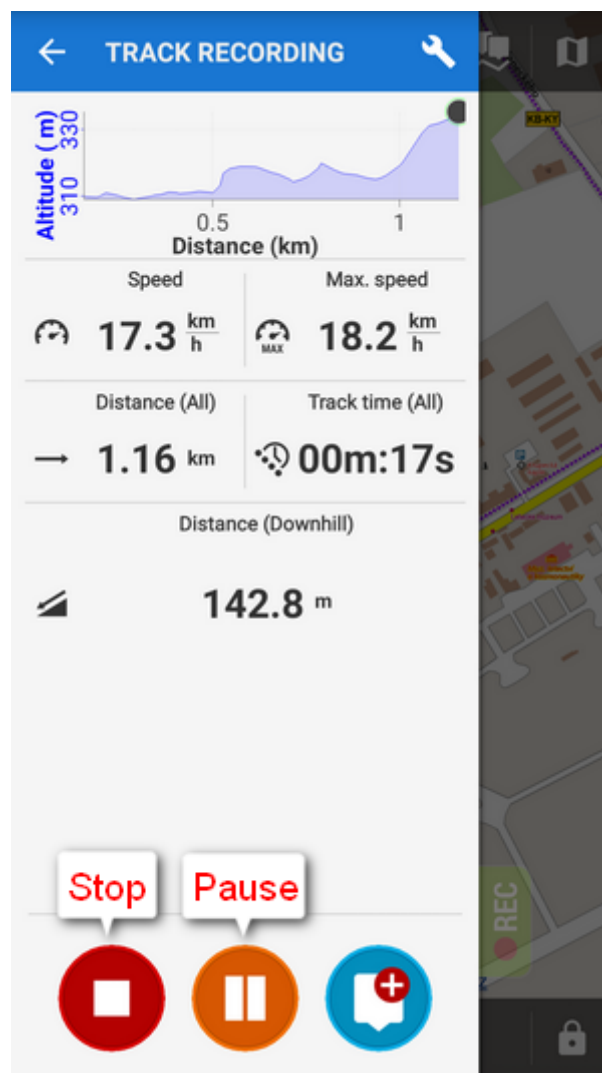 TRACK RECORDING
KB-KY
Altitude ( m)
330
310
0.5
1
Distance (km)
Speed
Max. speed
17.3 km/h
MAX
18.2 km/h
Distance (All)
Track time (All)
1.16 km
00m:17s
Distance (Downhill)
142.8 m
Stop
Pause
REC